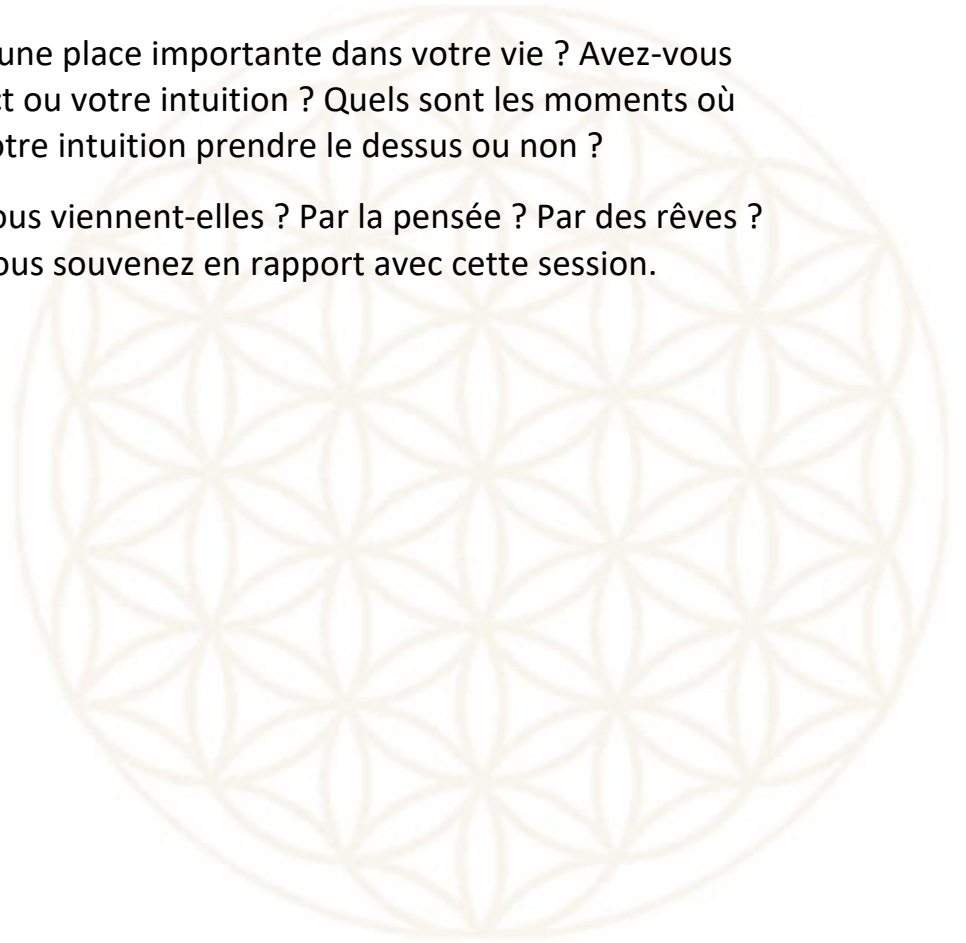 une place importante dans votre vie ? Avez-vous
ct ou votre intuition ? Quels sont les moments où
otre intuition prendre le dessus ou non ?
ous viennent-elles ? Par la pensée ? Par des rêves ?
ous souvenez en rapport avec cette session.